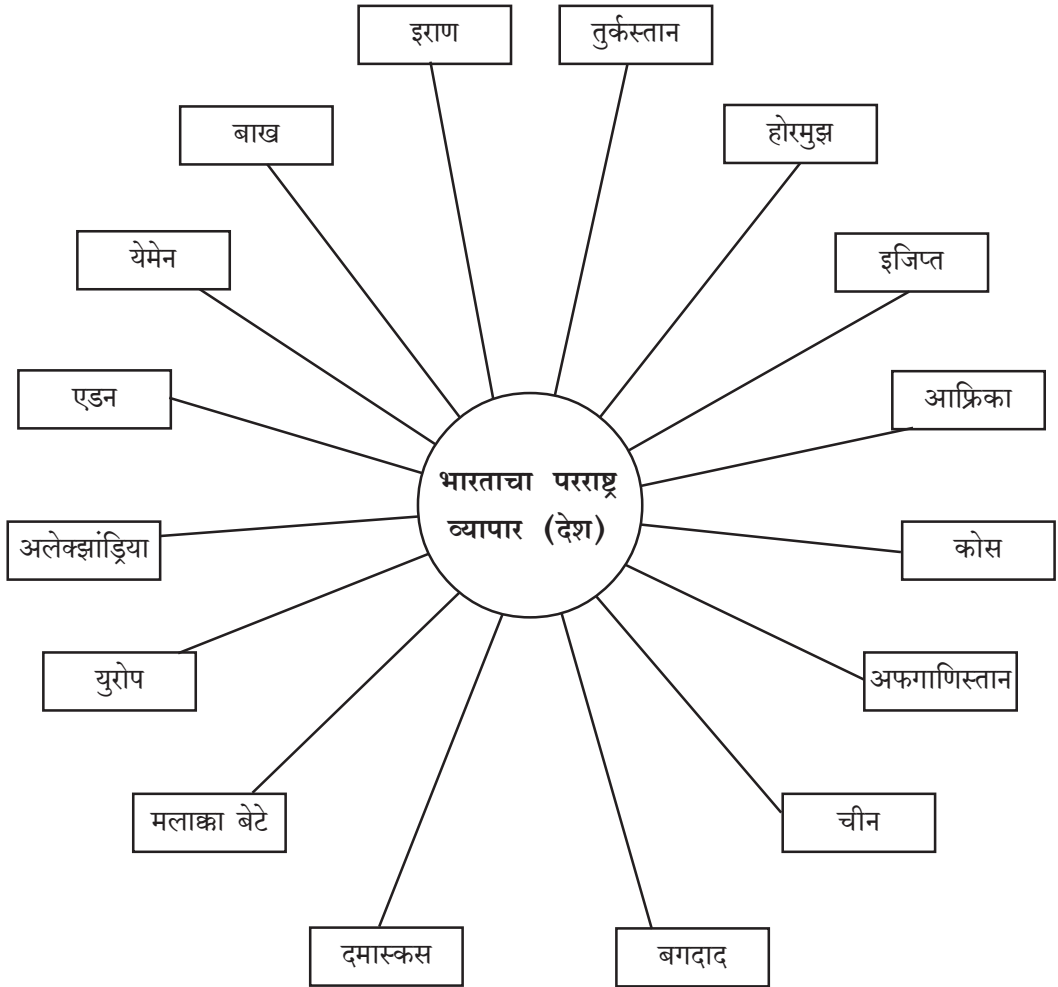 इराण
तुर्कस्तान
बाख
होरमुझ
येमेन
इजिप्त
एडन
आफ्रिका
भारताचा परराष्ट्र
व्यापार (देश)
अलेक्झांड्रिया
कोस
युरोप
अफगाणिस्तान
मलाक्का बेटे
चीन
दमास्कस
बगदाद